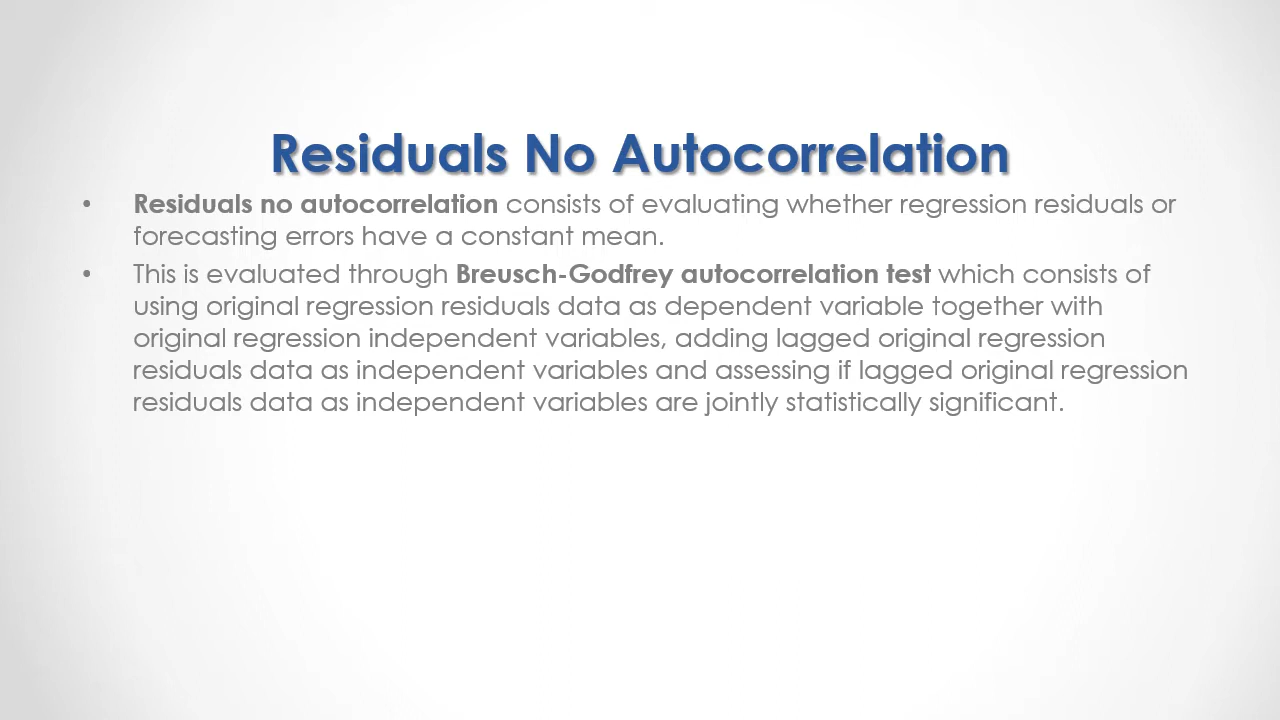 Residuals No Autocorrelation
• Residuals no autocorrelation consists of evaluating whether regression residuals or
forecasting errors have a constant mean.
• This is evaluated through Breusch-Godfrey autocorrelation test which consists of
using original regression residuals data as dependent variable together with
original regression independent variables, adding lagged original regression
residuals data as independent variables and assessing if lagged original regression
residuals data as independent variables are jointly statistically significant.